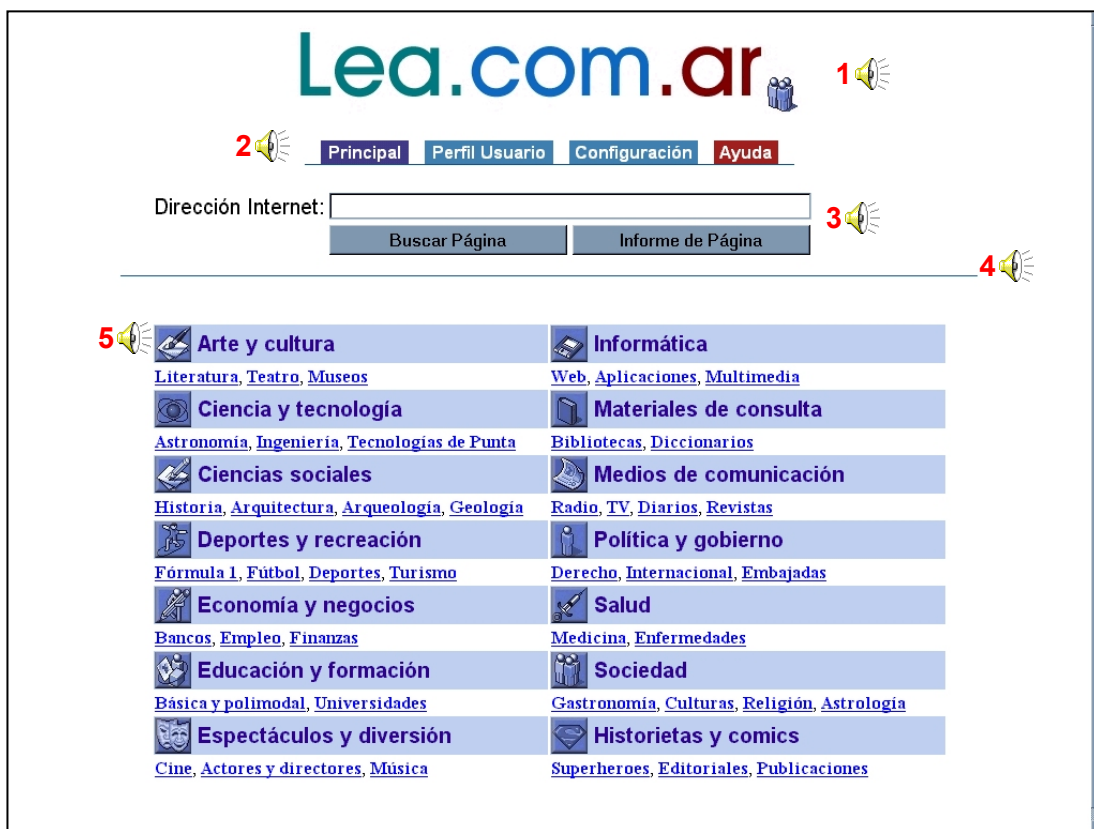 Lea.com.ar
1
2
Principal Perfil Usuario Configuración Ayuda
Dirección Internet:
3
Buscar Página Informe de Página
4
5
Arte y cultura
Literatura, Teatro, Museos
Ciencia y tecnología
Astronomía, Ingeniería, Tecnologías de Punta
Ciencias sociales
Historia, Arquitectura, Arqueología, Geología
Deportes y recreación
Fórmula 1, Fútbol, Deportes, Turismo
Economía y negocios
Bancos, Empleo, Finanzas
Educación y formación
Básica y polimodal, Universidades
Espectáculos y diversión
Cine, Actores y directores, Música
Informática
Web, Aplicaciones, Multimedia
Materiales de consulta
Bibliotecas, Diccionarios
Medios de comunicación
Radio, TV, Diarios, Revistas
Política y gobierno
Derecho, Internacional, Embajadas
Salud
Medicina, Enfermedades
Sociedad
Gastronomía, Culturas, Religión, Astrología
Historietas y comics
Superheroes, Editoriales, Publicaciones